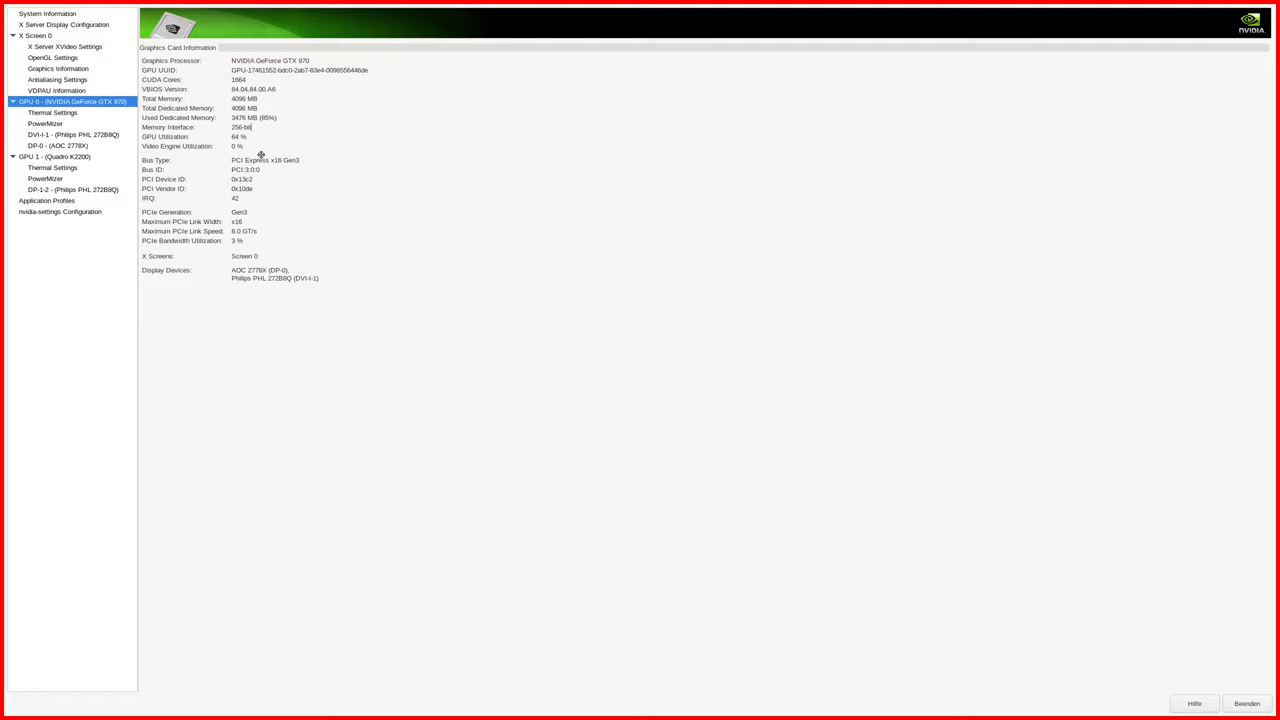 System Information
X Server Display Configuration
X Screen 0
X Server XVideo Settings
OpenGL Settings
Graphics Information
Antialiasing Settings
VDPAU Information
GPU 0 - (NVIDIA GeForce GTX 970)
Thermal Settings
PowerMizer
DVI-I-1 - (Philips PHL 272B8Q)
DP-0 - (AOC 2778X)
GPU 1 - (Quadro K2200)
Thermal Settings
PowerMizer
DP-1-2 - (Philips PHL 272B8Q)
Application Profiles
nvidia-settings Configuration
NVIDIA.
Graphics Card Information
Graphics Processor: NVIDIA GeForce GTX 970
GPU UUID: GPU-17461552-bdc0-2ab7-83e4-0098556446de
CUDA Cores: 1664
VBIOS Version: 84.04.84.00.A6
Total Memory: 4096 MB
Total Dedicated Memory: 4096 MB
Used Dedicated Memory: 3476 MB (85%)
Memory Interface: 256-bit
GPU Utilization: 64 %
Video Engine Utilization: 0 %
Bus Type: PCI Express x16 Gen3
Bus ID: PCI:3:0:0
PCI Device ID: 0x13c2
PCI Vendor ID: 0x10de
IRQ: 42
PCIe Generation: Gen3
Maximum PCIe Link Width: x16
Maximum PCIe Link Speed: 8.0 GT/s
PCIe Bandwidth Utilization: 3 %
X Screens: Screen 0
Display Devices: AOC 2778X (DP-0),
Philips PHL 272B8Q (DVI-I-1)
Hilfe
Beenden